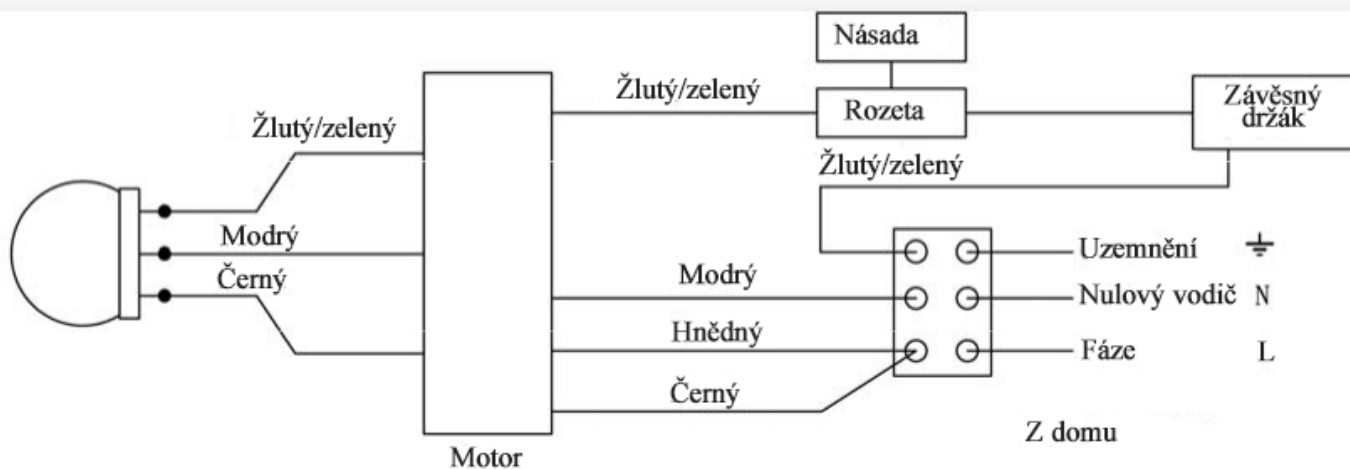 Násada
Žlutý/zelený
Rozeta
Závěsný
držák
Žlutý/zelený
Žlutý/zelený
Modrý
Uzemnění
Černý
Modrý
Nulový vodič N
Hnědný
Fáze L
Černý
Z domu
Motor